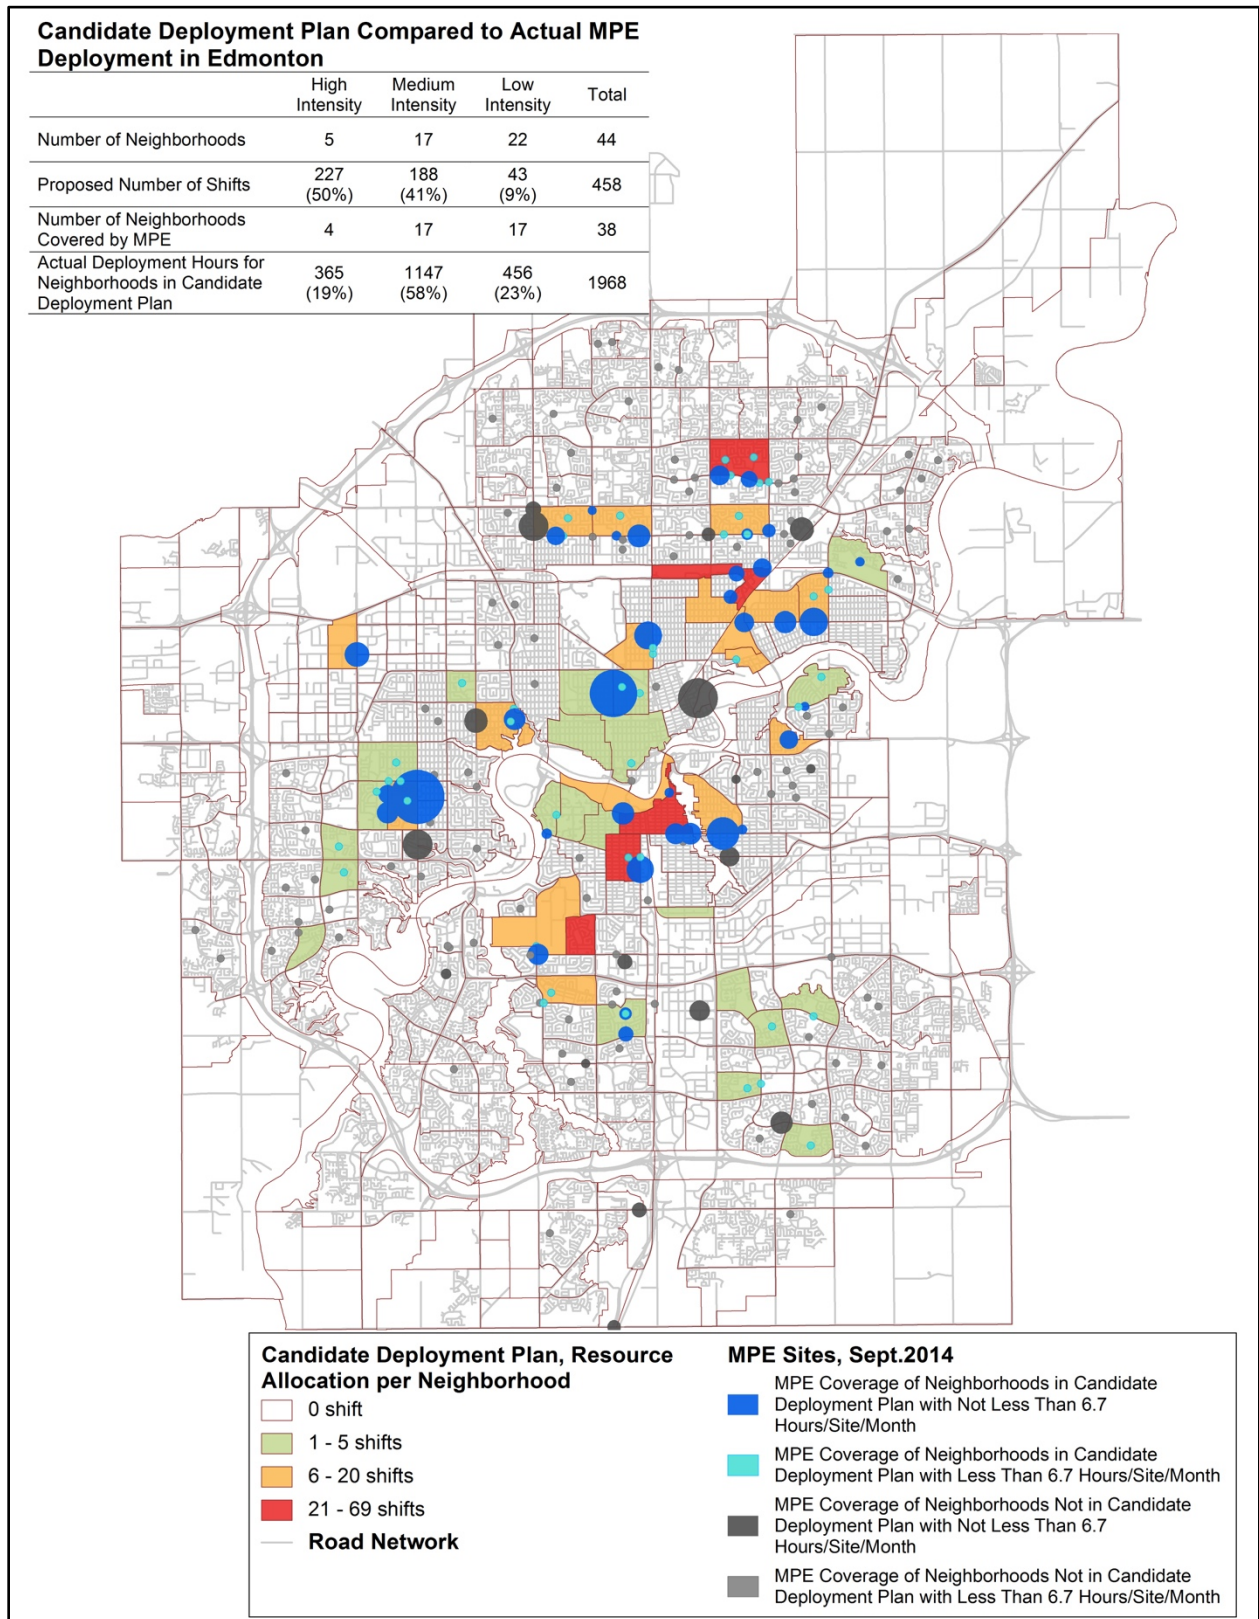 Candidate Deployment Plan Compared to Actual MPE
Deployment in Edmonton
High
Intensity
Medium
Intensity
Low
Intensity
Total
Number of Neighborhoods 5 17 22 44
Proposed Number of Shifts 227
(50%) 188
(41%) 43
(9%) 458
Number of Neighborhoods
Covered by MPE 4 17 17 38
Actual Deployment Hours for
Neighborhoods in Candidate
Deployment Plan 365
(19%) 1147
(58%) 456
(23%) 1968
Candidate Deployment Plan, Resource
Allocation per Neighborhood
0 shift
1 - 5 shifts
6 - 20 shifts
21 - 69 shifts
Road Network
MPE Sites, Sept.2014
MPE Coverage of Neighborhoods in Candidate
Deployment Plan with Not Less Than 6.7
Hours/Site/Month
MPE Coverage of Neighborhoods in Candidate
Deployment Plan with Less Than 6.7 Hours/Site/Month
MPE Coverage of Neighborhoods Not in Candidate
Deployment Plan with Not Less Than 6.7
Hours/Site/Month
MPE Coverage of Neighborhoods Not in Candidate
Deployment Plan with Less Than 6.7 Hours/Site/Month